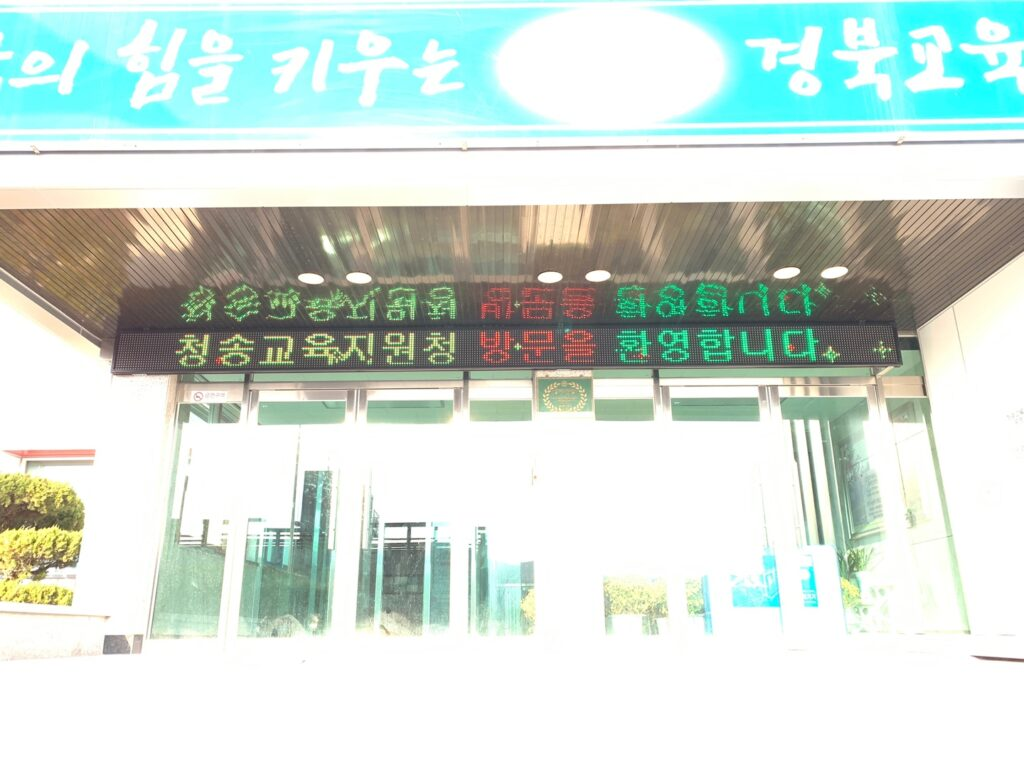 의 힘을 키우는 경북교육
청송교육지원청 방문을 환영합니다